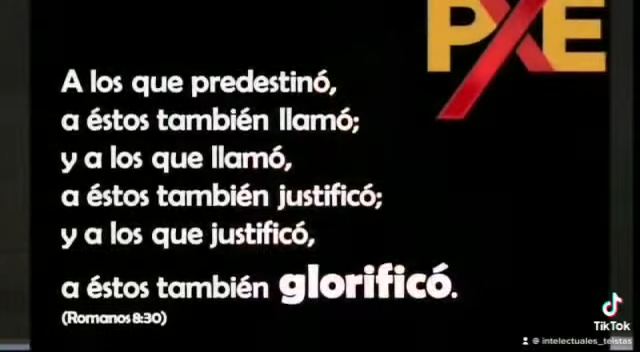 PXE
A los que predestinó,
a éstos también llamó;
y a los que llamó,
a éstos también justificó;
y a los que justificó,
a éstos también glorificó.
(Romanos 8:30)
TikTok
@ intelectuales_teistas